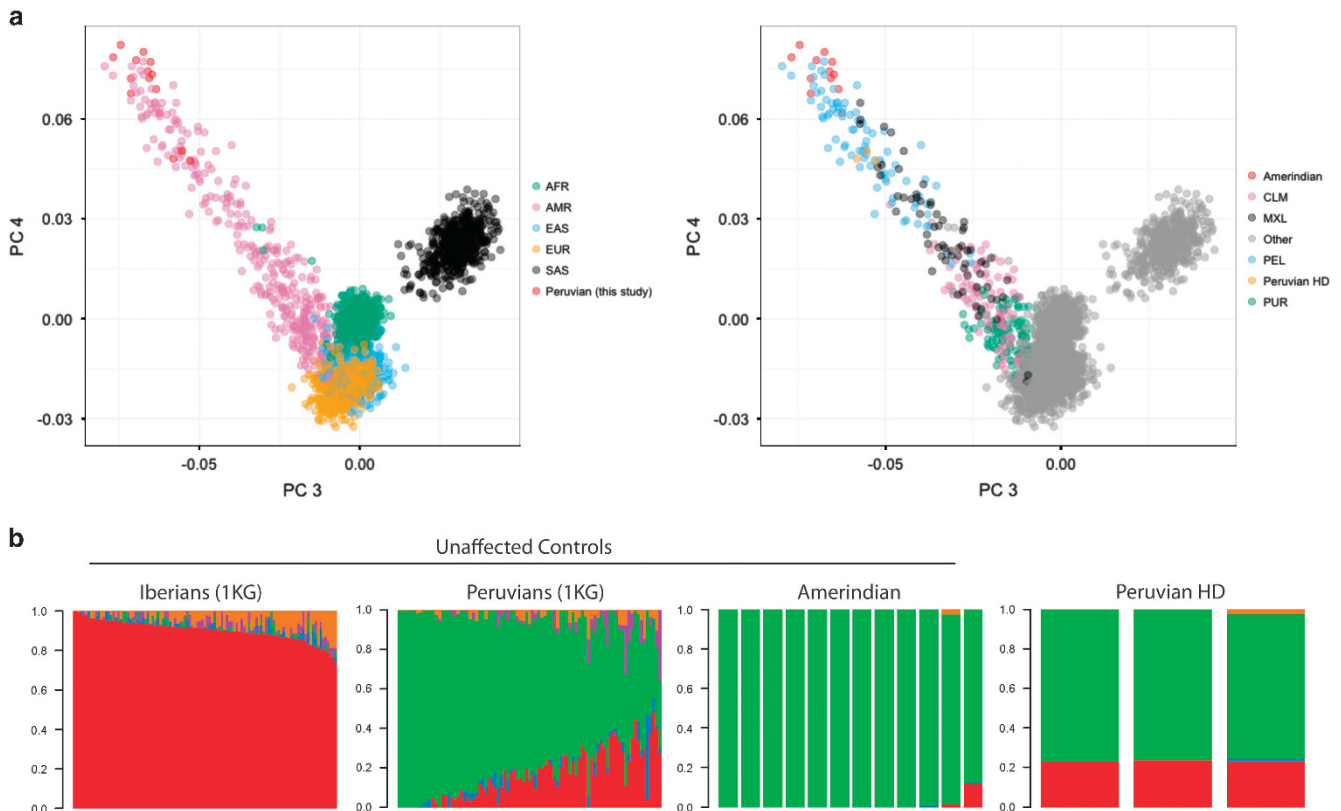 a
PC 4
0.06
0.03
0.00
-0.03
-0.05
0.00
PC 3
AFR
AMR
EAS
EUR
SAS
Peruvian (this study)
PC 4
0.06
0.03
0.00
-0.03
-0.05
0.00
PC 3
Amerindian
CLM
MXL
Other
PEL
Peruvian HD
PUR
b
Unaffected Controls
Iberians (1KG)
1.0
0.8
0.6
0.4
0.2
0.0
Peruvians (1KG)
1.0
0.8
0.6
0.4
0.2
0.0
Amerindian
1.0
0.8
0.6
0.4
0.2
0.0
Peruvian HD
1.0
0.8
0.6
0.4
0.2
0.0